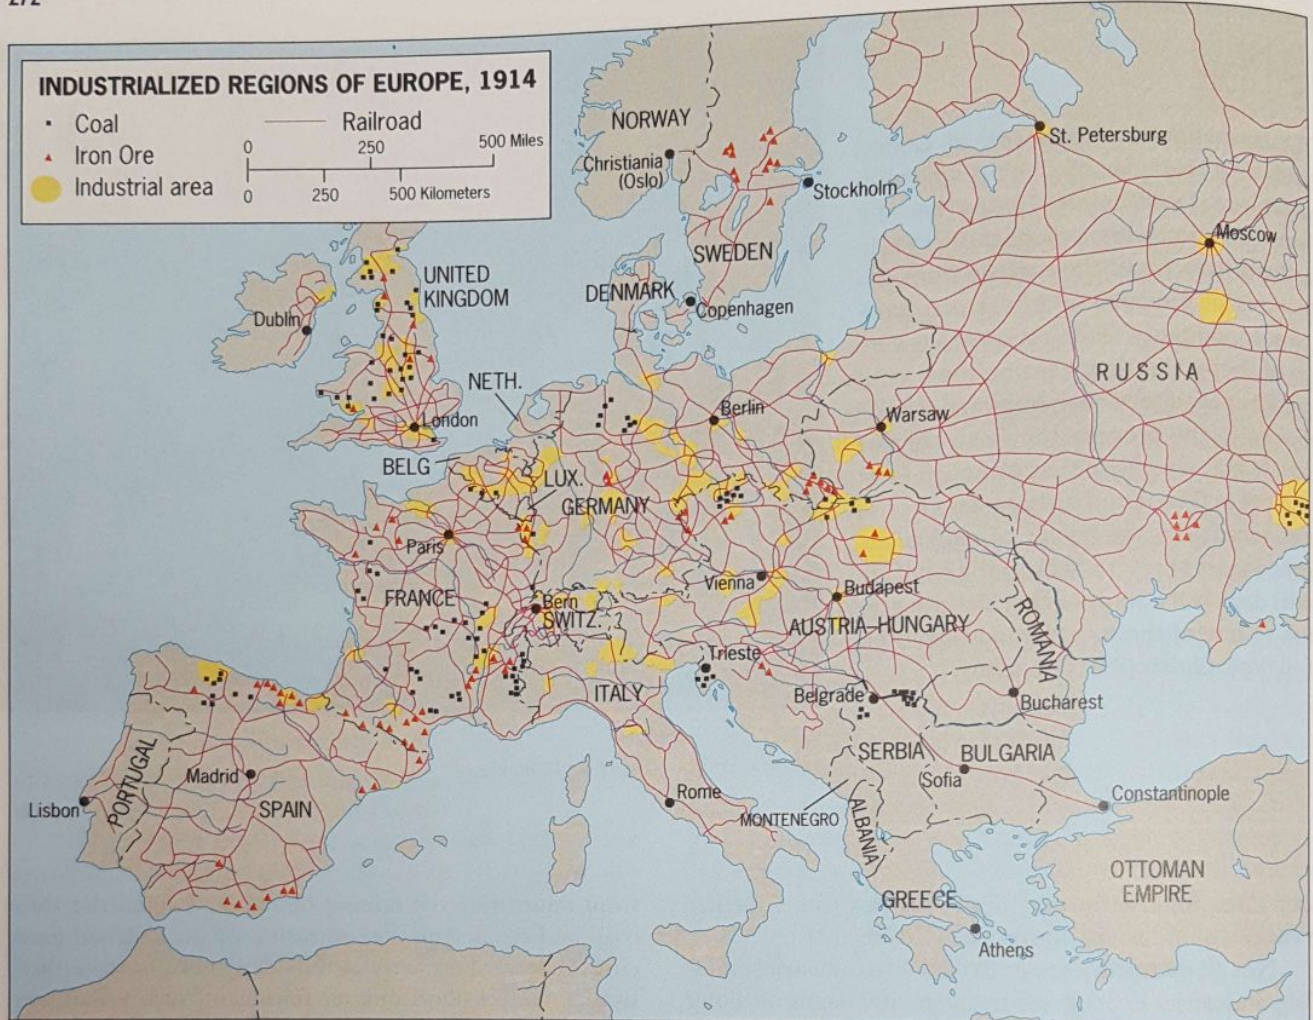 272
INDUSTRIALIZED REGIONS OF EUROPE, 1914
Coal
Railroad
Iron Ore
0 250 500 Miles
Industrial area
0 250 500 Kilometers
NORWAY
Christiania
(Oslo)
St. Petersburg
Stockholm
Moscow
SWEDEN
UNITED
KINGDOM
DENMARK
Copenhagen
Dublin
RUSSIA
NETH.
Berlin
Warsaw
London
BELG
LUX.
GERMANY
Paris
Vienna
Budapest
FRANCE
Bern
SWITZ.
AUSTRIA-HUNGARY
ROMANIA
Trieste
ITALY
Belgrade
Bucharest
PORTUGAL
SERBIA
BULGARIA
Madrid
(Sofia
Lisbon
SPAIN
Rome
Constantinople
MONTENEGRO
ALBANIA
OTTOMAN
EMPIRE
GREECE
Athens